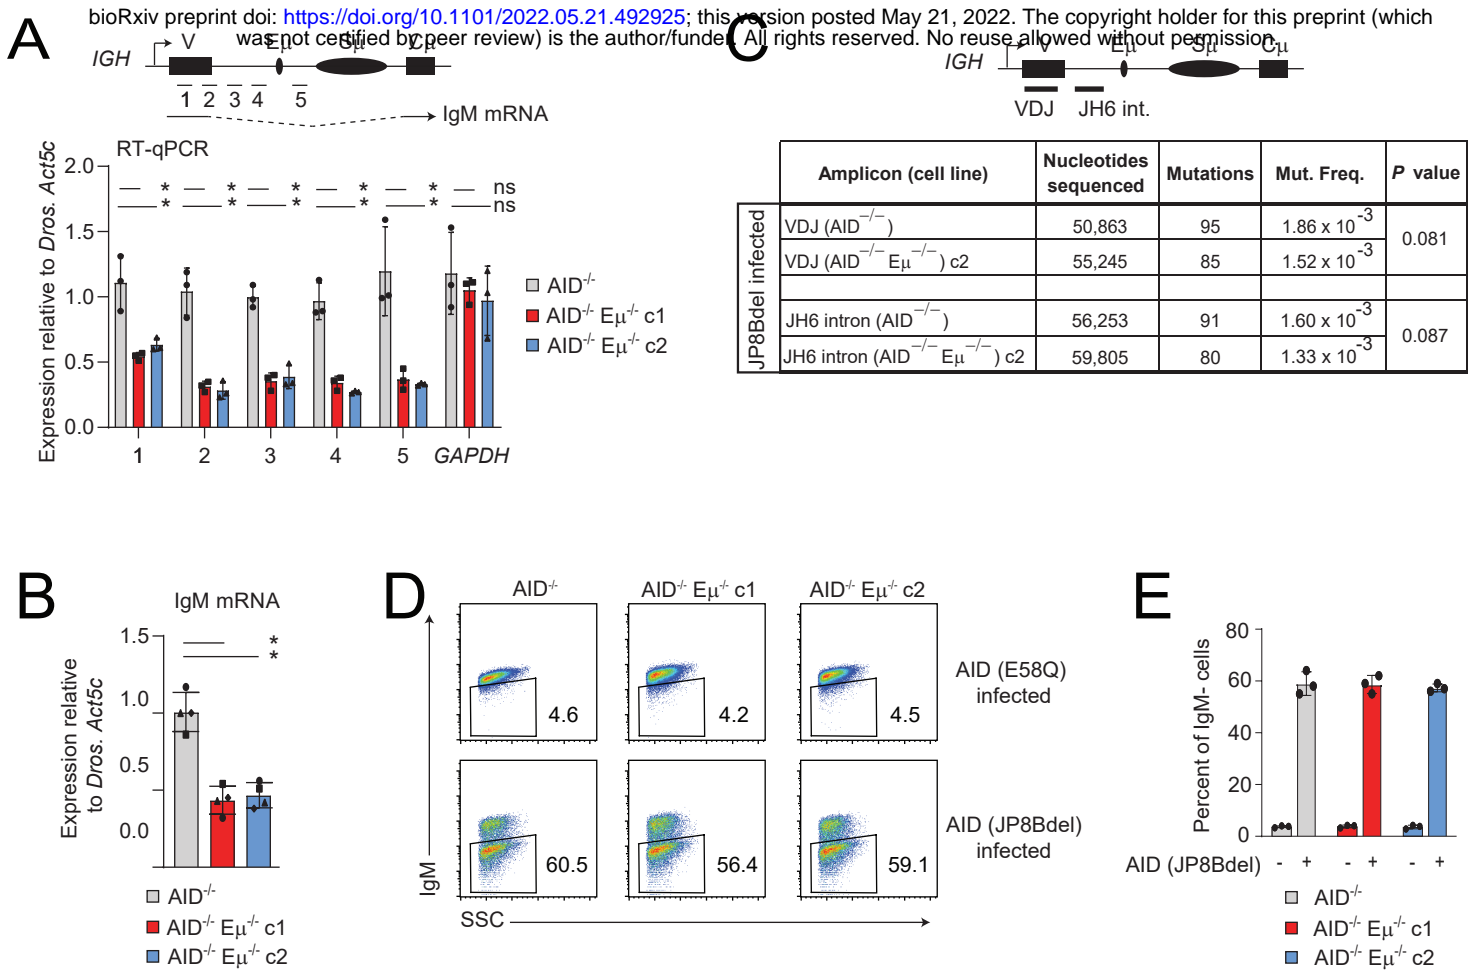 bioRxiv preprint doi: https://doi.org/10.1101/2022.05.21.492925; this version posted May 21, 2022. The copyright holder for this preprint (which
was not certified by peer review) is the author/funder. All rights reserved. No reuse allowed without permission.
A
V Eμ Sμ Cμ
IGH
1 2 3 4 5
IgM mRNA
RT-qPCR
Expression relative to Dros. Act5c
2.0
1.5
1.0
0.5
0.0
* * * * * ns
* * * * * ns
1 2 3 4 5 GAPDH
AID-/-
AID-/- Eμ-/- c1
AID-/- Eμ-/- c2
C
V Eμ Sμ Cμ
IGH
VDJ JH6 int.
JP8Bdel infected
Amplicon (cell line) Nucleotides sequenced Mutations Mut. Freq. P value
VDJ (AID−/−) 50,863 95 1.86 x 10-3 0.081
VDJ (AID−/− Eμ−/−) c2 55,245 85 1.52 x 10-3
JH6 intron (AID−/−) 56,253 91 1.60 x 10-3 0.087
JH6 intron (AID−/− Eμ−/−) c2 59,805 80 1.33 x 10-3
B
IgM mRNA
Expression relative
to Dros. Act5c
1.5
1.0
0.5
0.0
*
*
AID-/-
AID-/- Eμ-/- c1
AID-/- Eμ-/- c2
D
AID-/- AID-/- Eμ-/- c1 AID-/- Eμ-/- c2
4.6 4.2 4.5
AID (E58Q)
infected
60.5 56.4 59.1
AID (JP8Bdel)
infected
IgM
SSC
E
Percent of IgM- cells
80
60
40
20
0
AID (JP8Bdel) - + - + - +
AID-/-
AID-/- Eμ-/- c1
AID-/- Eμ-/- c2